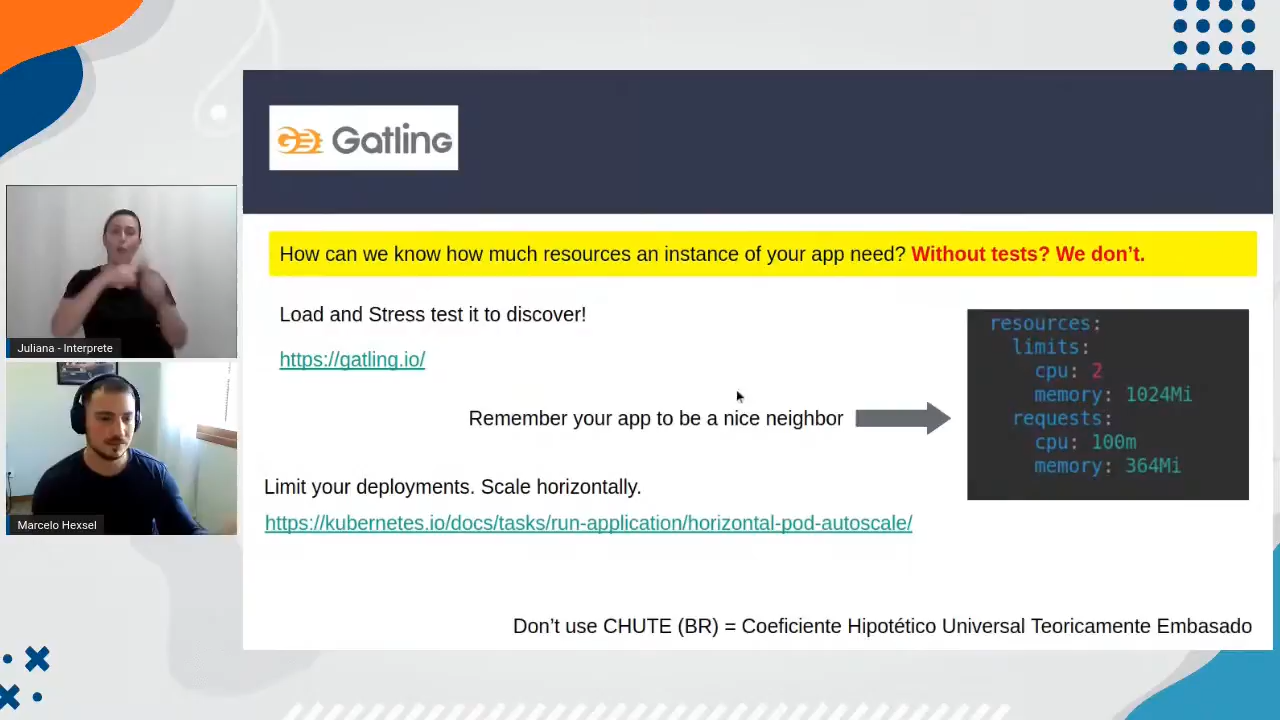 Gatling
How can we know how much resources an instance of your app need? Without tests? We don't.
Load and Stress test it to discover!
https://gatling.io/
Remember your app to be a nice neighbor
resources:
limits:
cpu: 2
memory: 1024Mi
requests:
cpu: 100m
memory: 364Mi
Limit your deployments. Scale horizontally.
https://kubernetes.io/docs/tasks/run-application/horizontal-pod-autoscale/
Don't use CHUTE (BR) = Coeficiente Hipotético Universal Teoricamente Embasado
Juliana - Interprete
Marcelo Hexsel